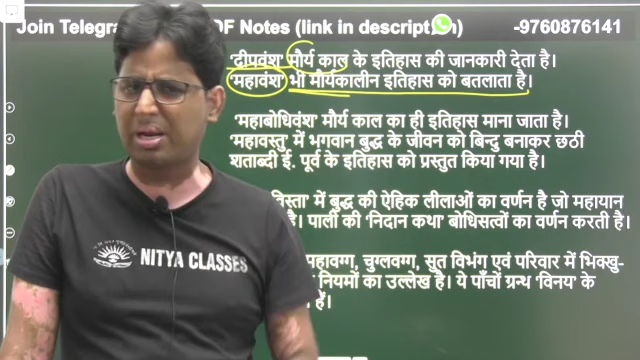 Join Telegra DF Notes (link in descript n) -9760876141
'दीपवंश' मौर्य काल के इतिहास की जानकारी देता है।
'महावंश' भी मौर्यकालीन इतिहास को बतलाता है।
'महाबोधिवंश' मौर्य काल का ही इतिहास माना जाता है।
'महावस्तु' में भगवान बुद्ध के जीवन को बिन्दु बनाकर छठी
शताब्दी ई. पूर्व के इतिहास को प्रस्तुत किया गया है।
विस्ता' में बुद्ध की ऐहिक लीलाओं का वर्णन है जो महायान
है। पाली की 'निदान कथा' बोधिसत्वों का वर्णन करती है।
महावग्ग, चुग्लवग्ग, सुत विभंग एवं परिवार में भिक्खु-
नियमों का उल्लेख है। ये पाँचों ग्रन्थ 'विनय' के
हैं।
NITYA CLASSES